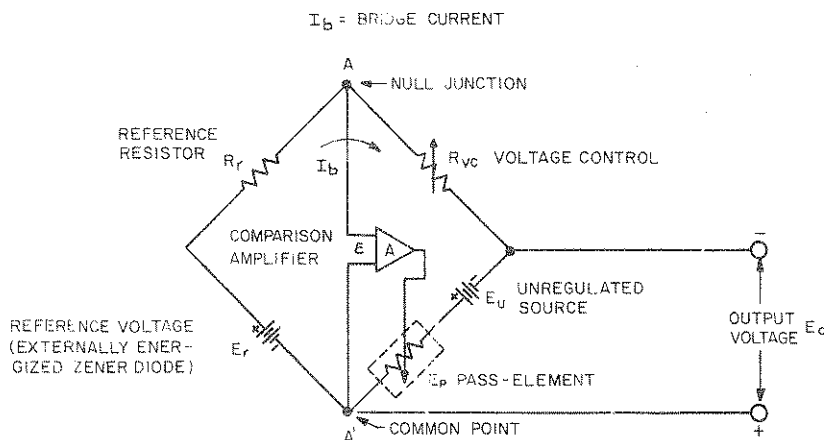 I_b = BRIDGE CURRENT
A
NULL JUNCTION
REFERENCE
RESISTOR
R_r
I_b
R_vc VOLTAGE CONTROL
COMPARISON
AMPLIFIER
ε
A
−
E_u UNREGULATED
SOURCE
REFERENCE VOLTAGE
(EXTERNALLY ENER-
GIZED ZENER DIODE)
+
E_r
+
-
OUTPUT
VOLTAGE E_o
E_p PASS-ELEMENT
A'
COMMON POINT
+